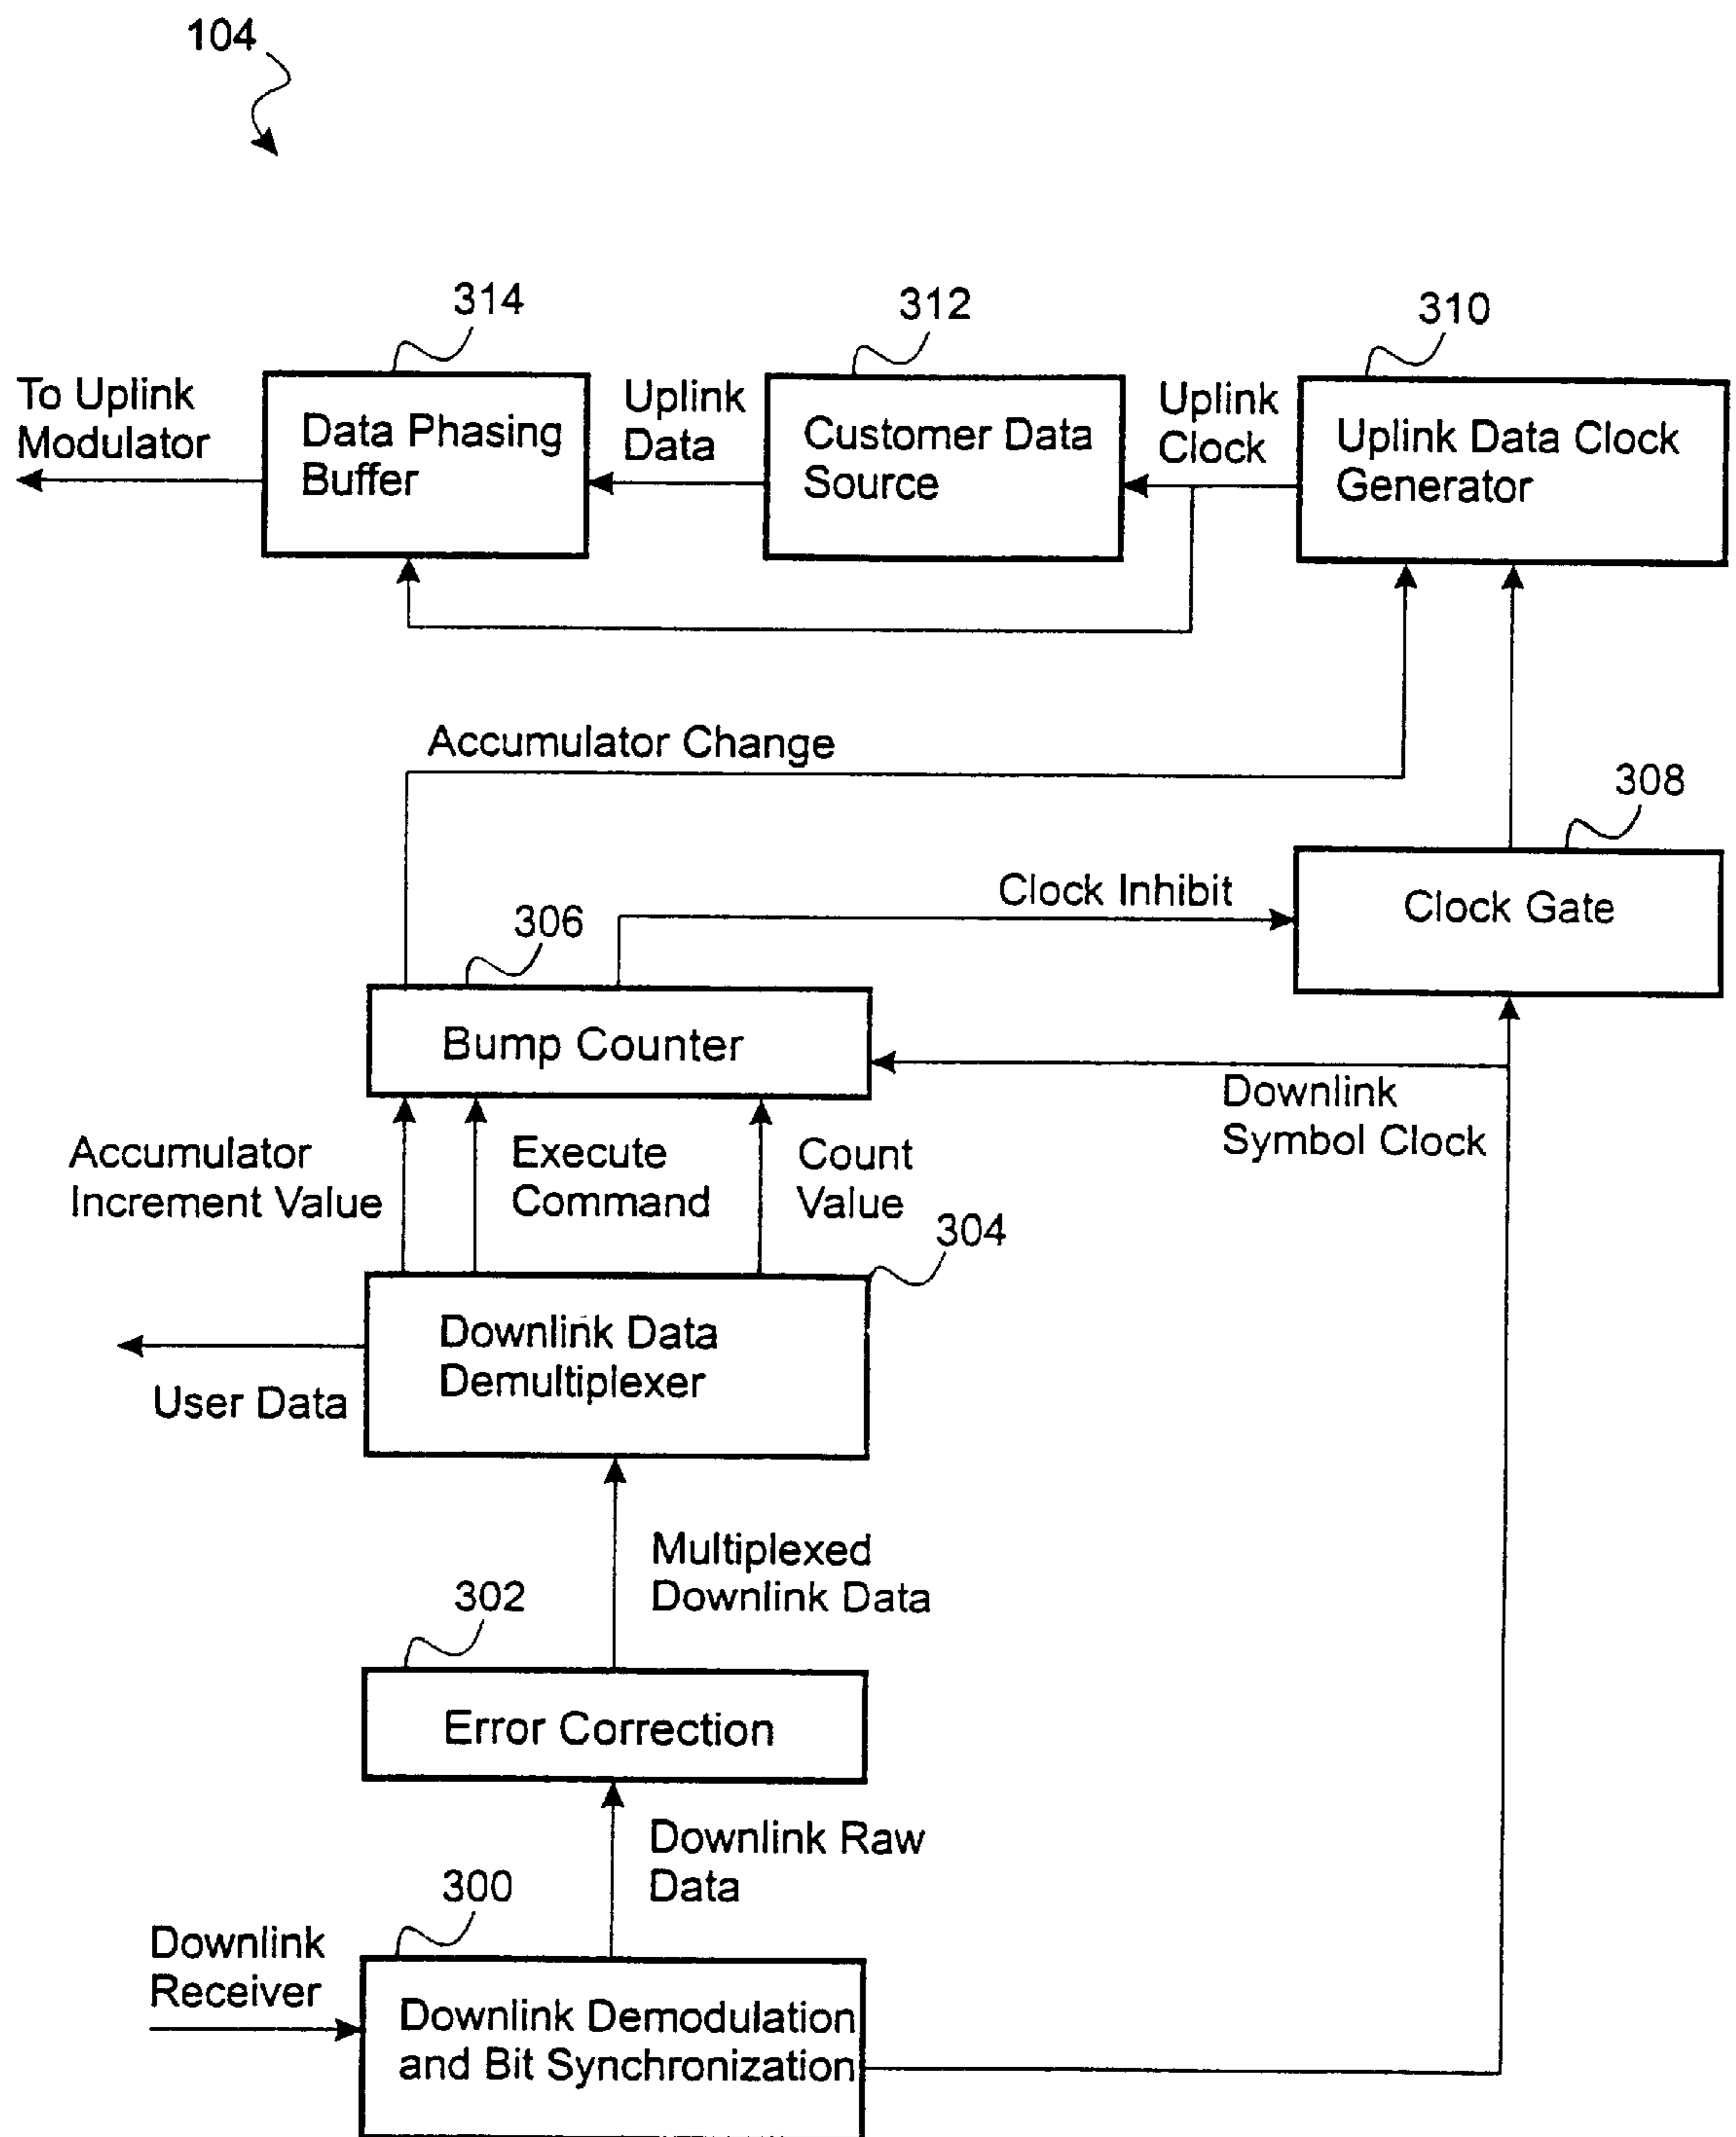 104
314
312
310
To Uplink
Modulator
Data Phasing
Buffer
Uplink
Data
Customer Data
Source
Uplink
Clock
Uplink Data Clock
Generator
Accumulator Change
308
Clock Inhibit
Clock Gate
306
Bump Counter
Downlink
Symbol Clock
Accumulator
Increment Value
Execute
Command
Count
Value
304
Downlink Data
Demultiplexer
User Data
Multiplexed
Downlink Data
302
Error Correction
Downlink Raw
Data
300
Downlink
Receiver
Downlink Demodulation
and Bit Synchronization